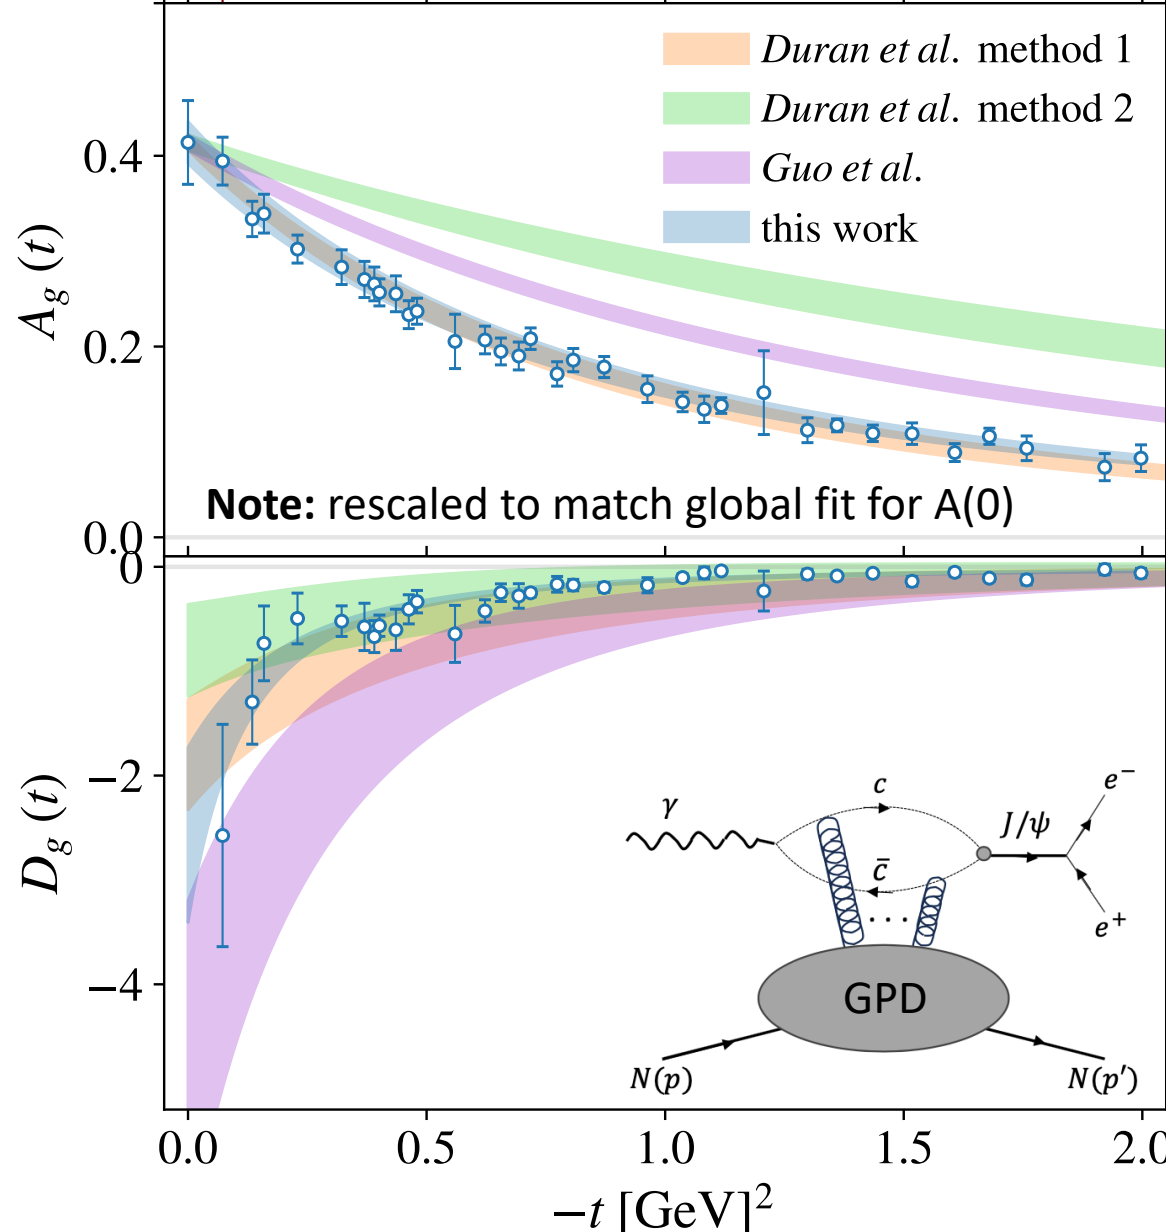 Duran et al. method 1
Duran et al. method 2
Guo et al.
this work
0.4
0.2
0.0
A_g (t)
Note: rescaled to match global fit for A(0)
0
−2
−4
D_g (t)
γ
c
c̄
J/ψ
e⁻
e⁺
. . .
GPD
N(p)
N(p′)
0.0 0.5 1.0 1.5 2.0
−t [GeV]²